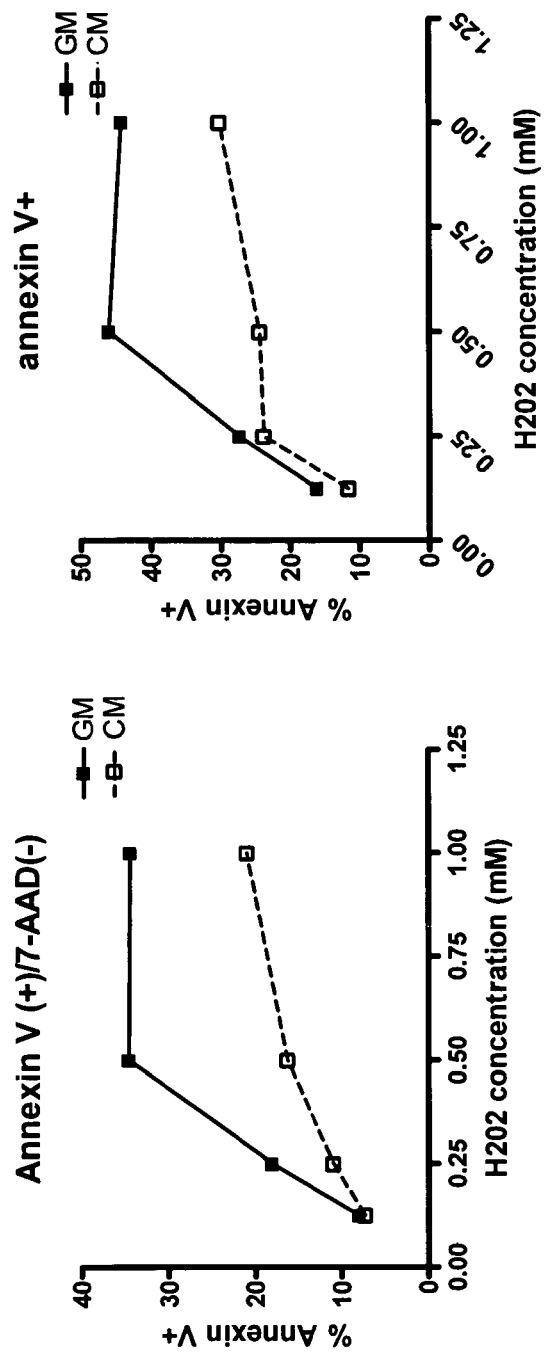 Annexin V (+)/7-AAD(-)
GM
CM
% Annexin V+
40
30
20
10
0
0.00
0.25
0.50
0.75
1.00
1.25
H202 concentration (mM)
annexin V+
GM
CM
% Annexin V+
50
40
30
20
10
0
0.00
0.25
0.50
0.75
1.00
1.25
H202 concentration (mM)